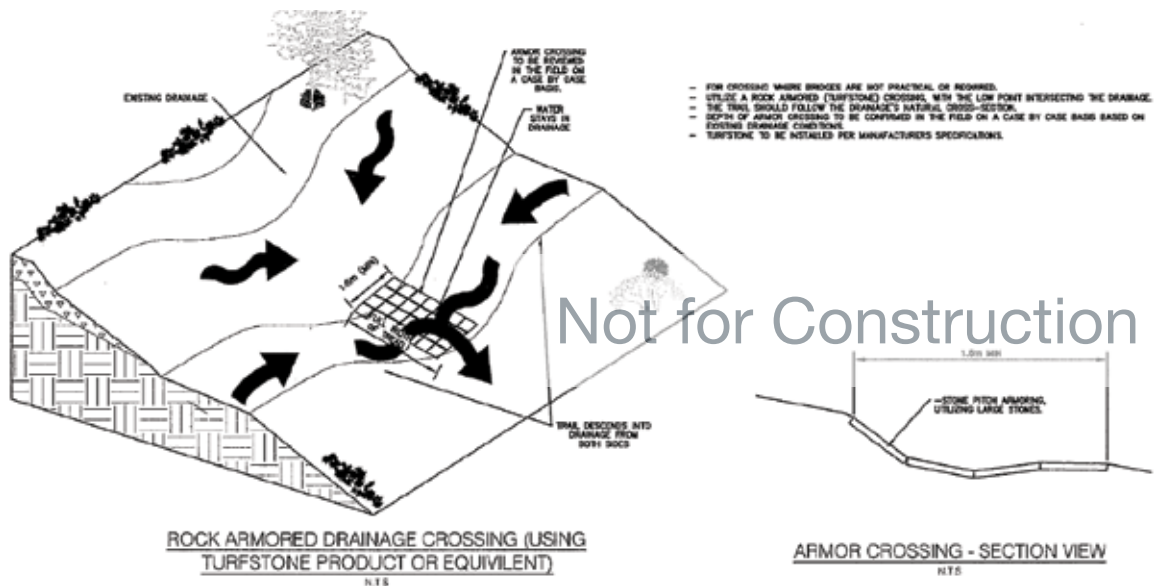 EXISTING DRAINAGE
ARMOR CROSSING
TO BE REVIEWED
IN THE FIELD ON
A CASE BY CASE
BASIS.
WATER
STAYS IN
DRAINAGE
- FOR CROSSING WHERE BRIDGES ARE NOT PRACTICAL OR REQUIRED.
- UTILIZE A ROCK ARMORED (TURFSTONE) CROSSING, WITH THE LOW POINT INTERSECTING THE DRAINAGE.
- THE TRAIL SHOULD FOLLOW THE DRAINAGE'S NATURAL CROSS-SECTION.
- DEPTH OF ARMOR CROSSING TO BE CONFIRMED IN THE FIELD ON A CASE BY CASE BASIS BASED ON
EXISTING DRAINAGE CONDITIONS.
- TURFSTONE TO BE INSTALLED PER MANUFACTURERS SPECIFICATIONS.
(MIN)
Not for Construction
1.0m MIN
STONE PITCH ARMORING,
UTILIZING LARGE STONES.
TRAIL DESCENDS INTO
DRAINAGE FROM
BOTH SIDES
ROCK ARMORED DRAINAGE CROSSING (USING
TURFSTONE PRODUCT OR EQUIVILENT)
N.T.S
ARMOR CROSSING - SECTION VIEW
N.T.S